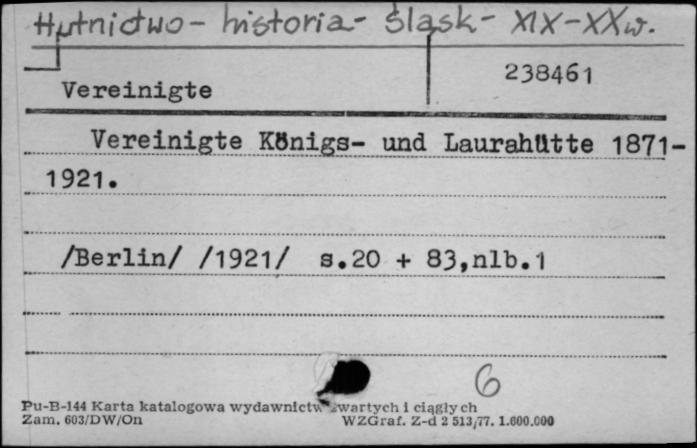 Hutnictwo - historia - Śląsk - XIX-XXw.
238461
Vereinigte
Vereinigte Königs- und Laurahütte 1871-
1921.
/Berlin/ /1921/ s.20 + 83,nlb.1
6
Pu-B-144 Karta katalogowa wydawnictw zwartych i ciągłych
Zam. 603/DW/On WZGraf. Z-d 2 513/77. 1.000.000